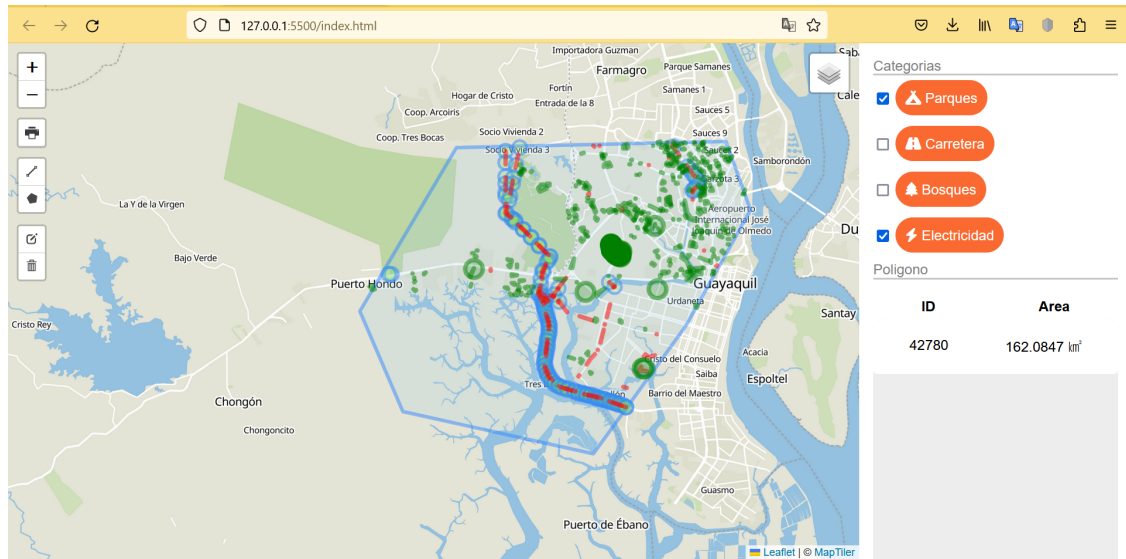 127.0.0.1:5500/index.html
+
−
Importadora Guzman
Farmagro
Parque Samanes
Fortín
Samanes 1
Hogar de Cristo
Entrada de la 8
Coop. Arcoiris
Sauces 5
Coop. Tres Bocas
Socio Vivienda 2
Sauces 9
Socio Vivienda 3
Sauces 2
Samborondón
Garzota 3
La Y de la Virgen
Aeropuerto
Internacional José
Joaquín de Olmedo
Bajo Verde
Puerto Hondo
Guayaquil
Urdaneta
Santay
Cristo Rey
Cristo del Consuelo
Acacia
Saiba
Espoltel
Barrio del Maestro
Chongón
Chongoncito
Guasmo
Puerto de Ébano
Leaflet | © MapTiler
Categorias
Parques
Carretera
Bosques
Electricidad
Poligono
ID Area
42780 162.0847 ㎢